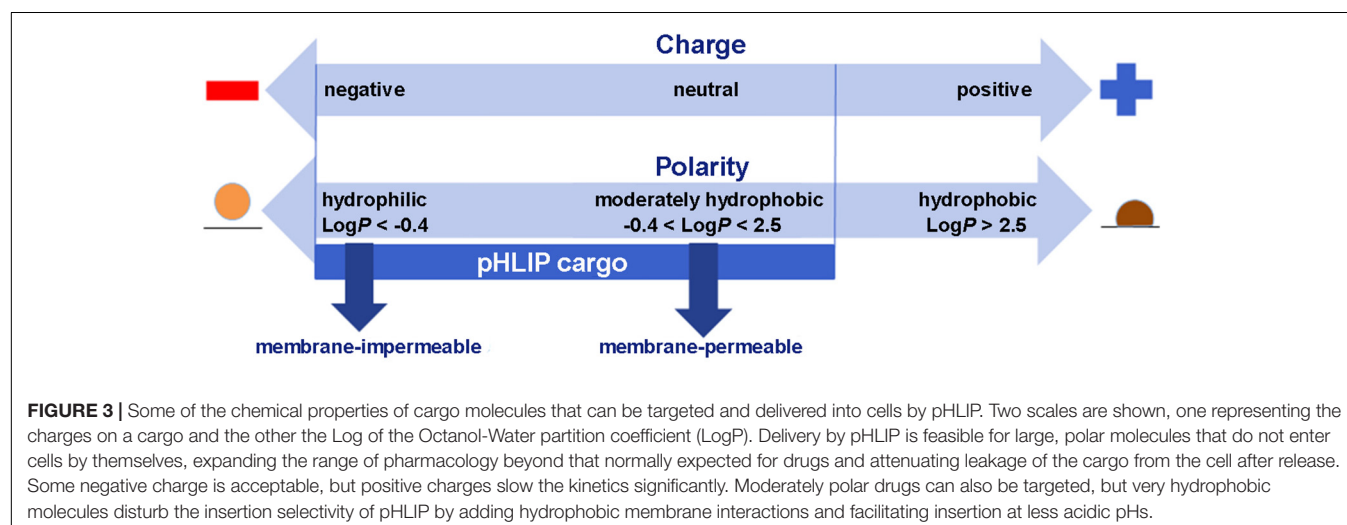 Charge
negative neutral positive
Polarity
hydrophilic moderately hydrophobic hydrophobic
LogP < -0.4 -0.4 < LogP < 2.5 LogP > 2.5
pHLIP cargo
membrane-impermeable membrane-permeable
FIGURE 3 | Some of the chemical properties of cargo molecules that can be targeted and delivered into cells by pHLIP. Two scales are shown, one representing the
charges on a cargo and the other the Log of the Octanol-Water partition coefficient (LogP). Delivery by pHLIP is feasible for large, polar molecules that do not enter
cells by themselves, expanding the range of pharmacology beyond that normally expected for drugs and attenuating leakage of the cargo from the cell after release.
Some negative charge is acceptable, but positive charges slow the kinetics significantly. Moderately polar drugs can also be targeted, but very hydrophobic
molecules disturb the insertion selectivity of pHLIP by adding hydrophobic membrane interactions and facilitating insertion at less acidic pHs.